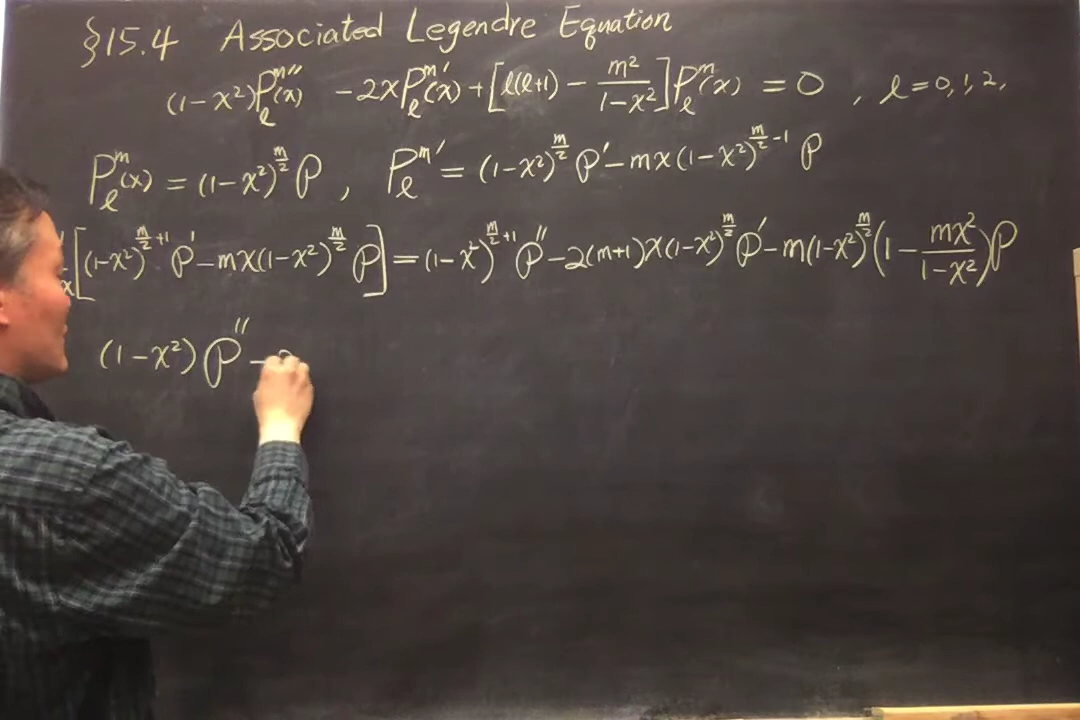 §15.4 Associated Legendre Equation
(1-x²)P_l^m''(x) -2xP_l^m'(x)+[l(l+1) - m²/(1-x²)]P_l^m(x) = 0 , l=0,1,2,
P_l^m(x) = (1-x²)^(m/2) P , P_l^m' = (1-x²)^(m/2) P' - mx(1-x²)^(m/2 -1) P
[(1-x²)^(m/2 +1) P' - mx(1-x²)^(m/2) P] = (1-x²)^(m/2 +1) P'' - 2(m+1)x(1-x²)^(m/2) P' - m(1-x²)^(m/2) (1 - mx²/(1-x²))P
(1-x²)P'' -